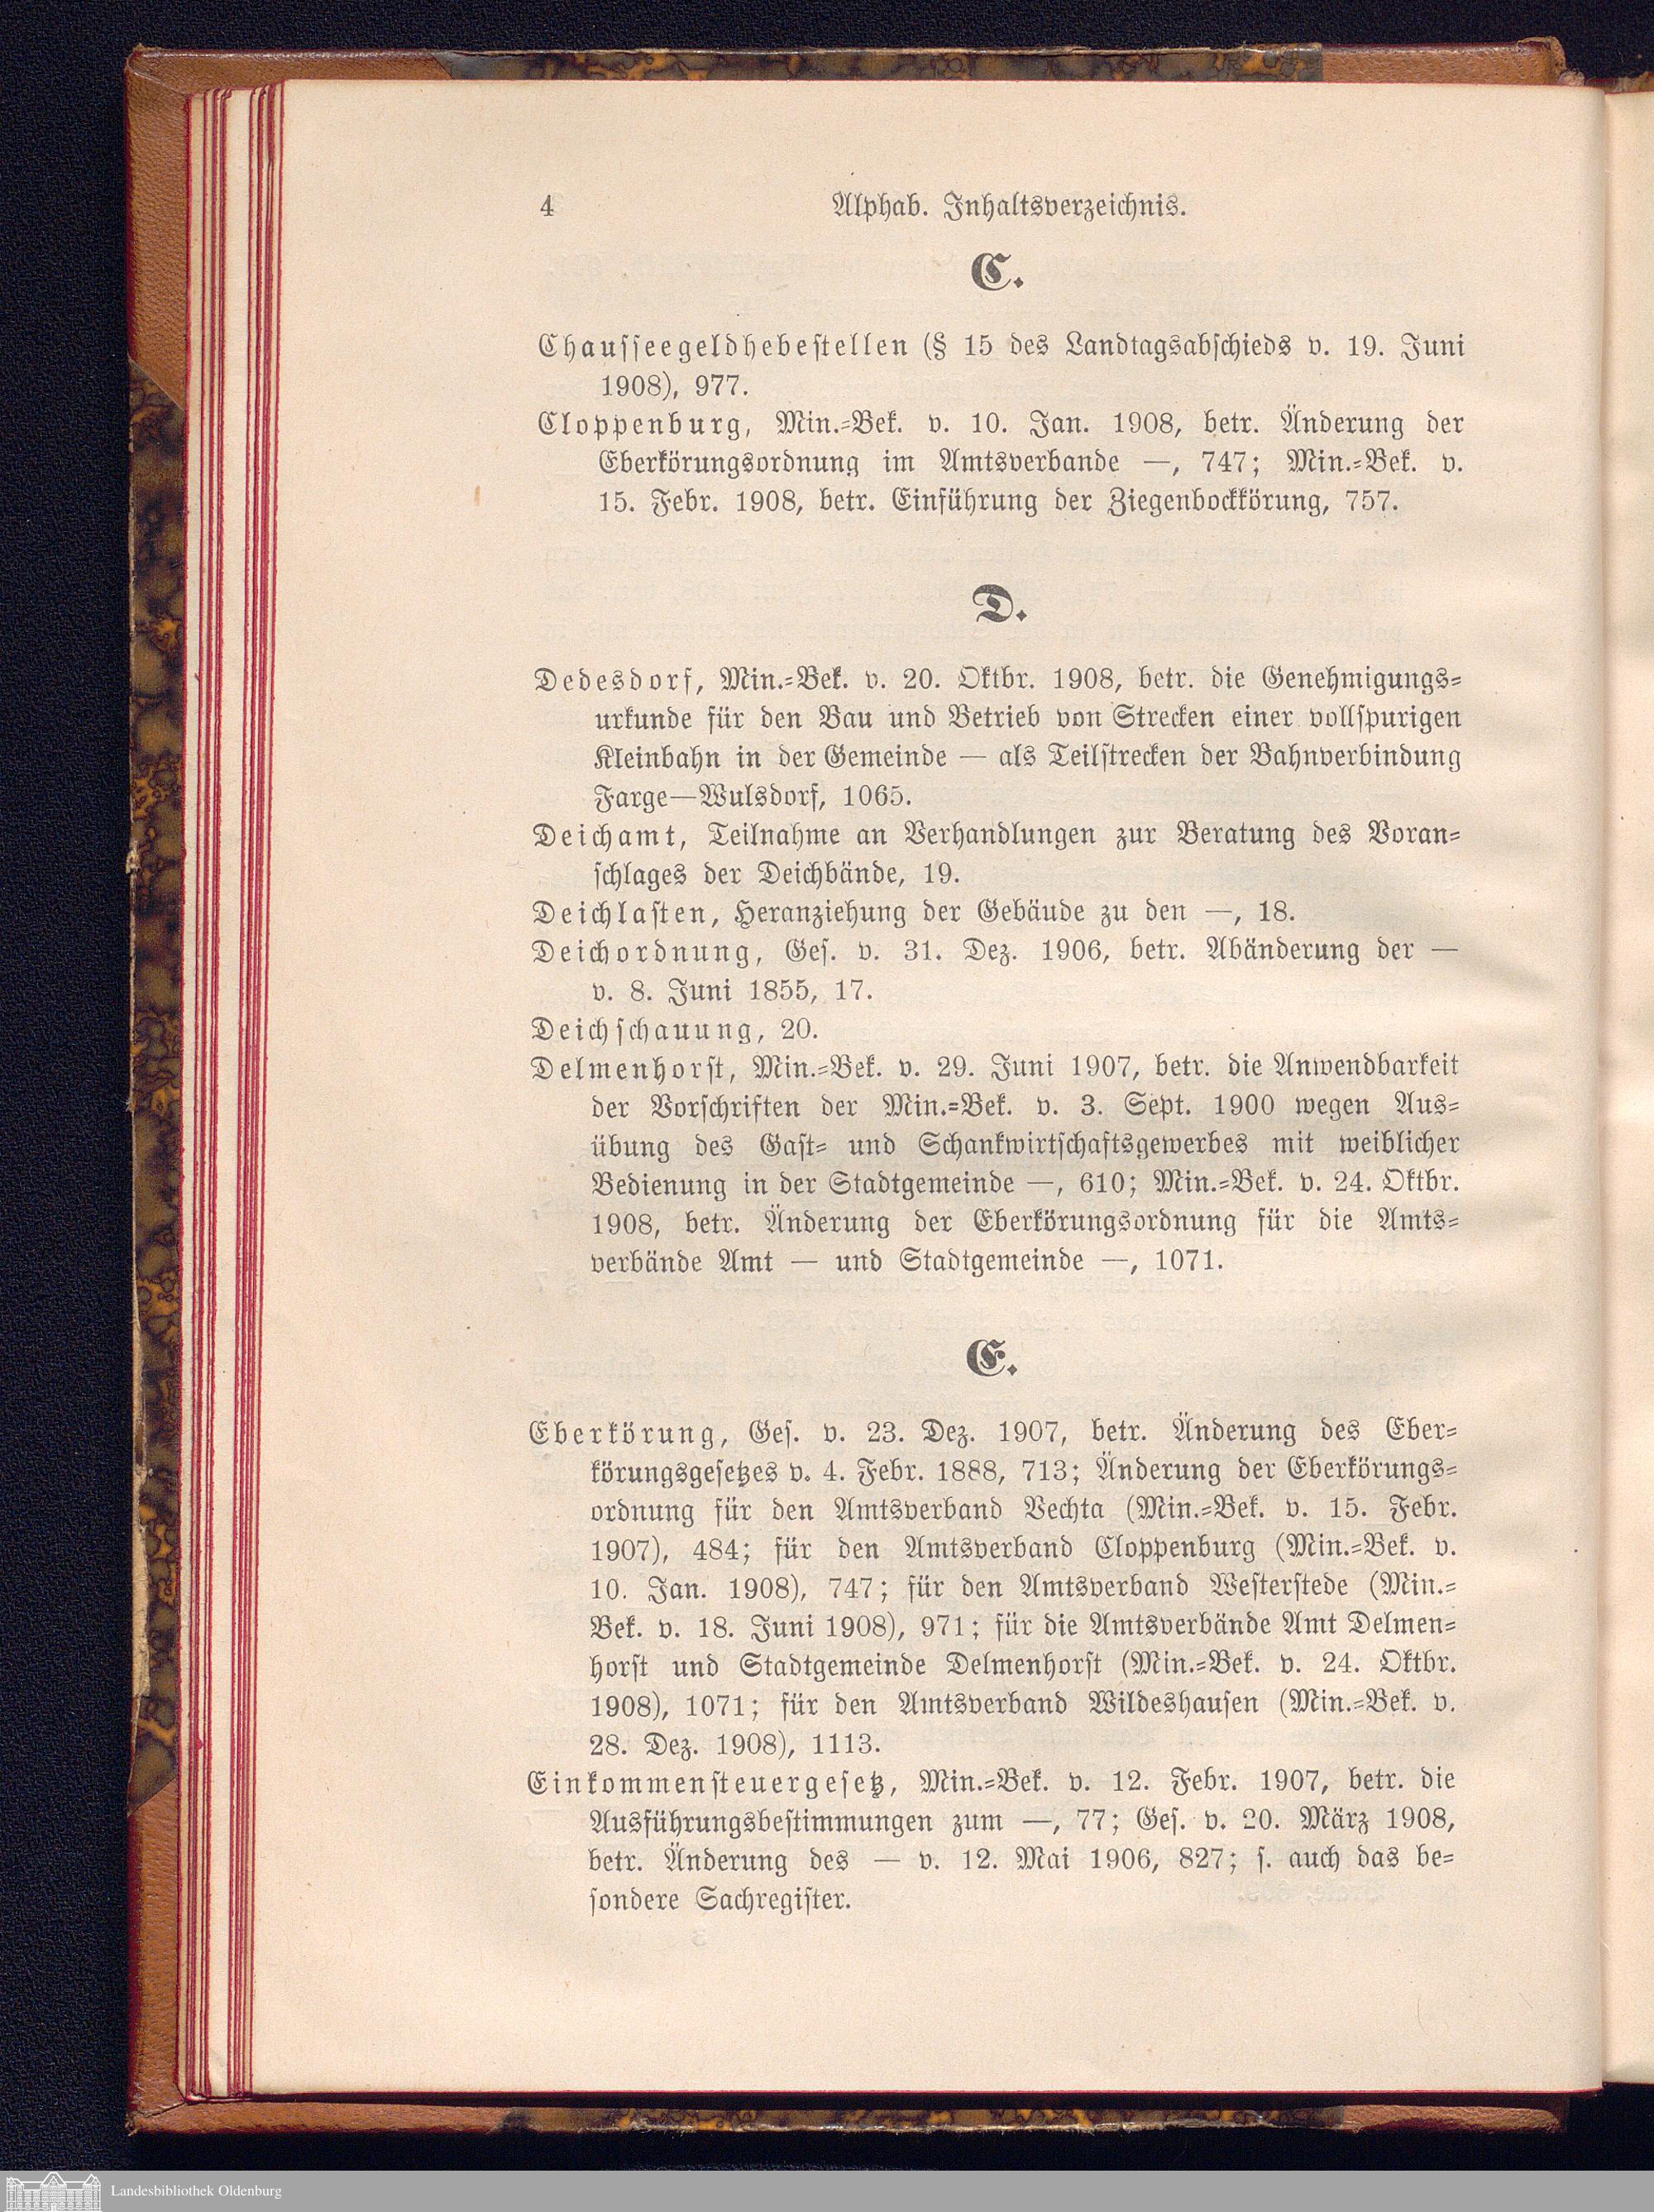 4 Alphab. Inhaltsverzeichnis.
C.
Chausseegeldhebestellen (§ 15 des Landtagsabschieds v. 19. Juni
1908), 977.
Cloppenburg, Min.-Bek. v. 10. Jan. 1908, betr. Änderung der
Eberkörungsordnung im Amtsverbande —, 747; Min.-Bek. v.
15. Febr. 1908, betr. Einführung der Ziegenbockkörung, 757.
D.
Dedesdorf, Min.-Bek. v. 20. Oktbr. 1908, betr. die Genehmigungs-
urkunde für den Bau und Betrieb von Strecken einer vollspurigen
Kleinbahn in der Gemeinde — als Teilstrecken der Bahnverbindung
Farge—Wulsdorf, 1065.
Deichamt, Teilnahme an Verhandlungen zur Beratung des Voran-
schlages der Deichbände, 19.
Deichlasten, Heranziehung der Gebäude zu den —, 18.
Deichordnung, Ges. v. 31. Dez. 1906, betr. Abänderung der —
v. 8. Juni 1855, 17.
Deichschauung, 20.
Delmenhorst, Min.-Bek. v. 29. Juni 1907, betr. die Anwendbarkeit
der Vorschriften der Min.-Bek. v. 3. Sept. 1900 wegen Aus-
übung des Gast- und Schankwirtschaftsgewerbes mit weiblicher
Bedienung in der Stadtgemeinde —, 610; Min.-Bek. v. 24. Oktbr.
1908, betr. Änderung der Eberkörungsordnung für die Amts-
verbände Amt — und Stadtgemeinde —, 1071.
E.
Eberkörung, Ges. v. 23. Dez. 1907, betr. Änderung des Eber-
körungsgesetzes v. 4. Febr. 1888, 713; Änderung der Eberkörungs-
ordnung für den Amtsverband Vechta (Min.-Bek. v. 15. Febr.
1907), 484; für den Amtsverband Cloppenburg (Min.-Bek. v.
10. Jan. 1908), 747; für den Amtsverband Westerstede (Min.-
Bek. v. 18. Juni 1908), 971; für die Amtsverbände Amt Delmen-
horst und Stadtgemeinde Delmenhorst (Min.-Bek. v. 24. Oktbr.
1908), 1071; für den Amtsverband Wildeshausen (Min.-Bek. v.
28. Dez. 1908), 1113.
Einkommensteuergesetz, Min.-Bek. v. 12. Febr. 1907, betr. die
Ausführungsbestimmungen zum —, 77; Ges. v. 20. März 1908,
betr. Änderung des — v. 12. Mai 1906, 827; s. auch das be-
sondere Sachregister.
Landesbibliothek Oldenburg